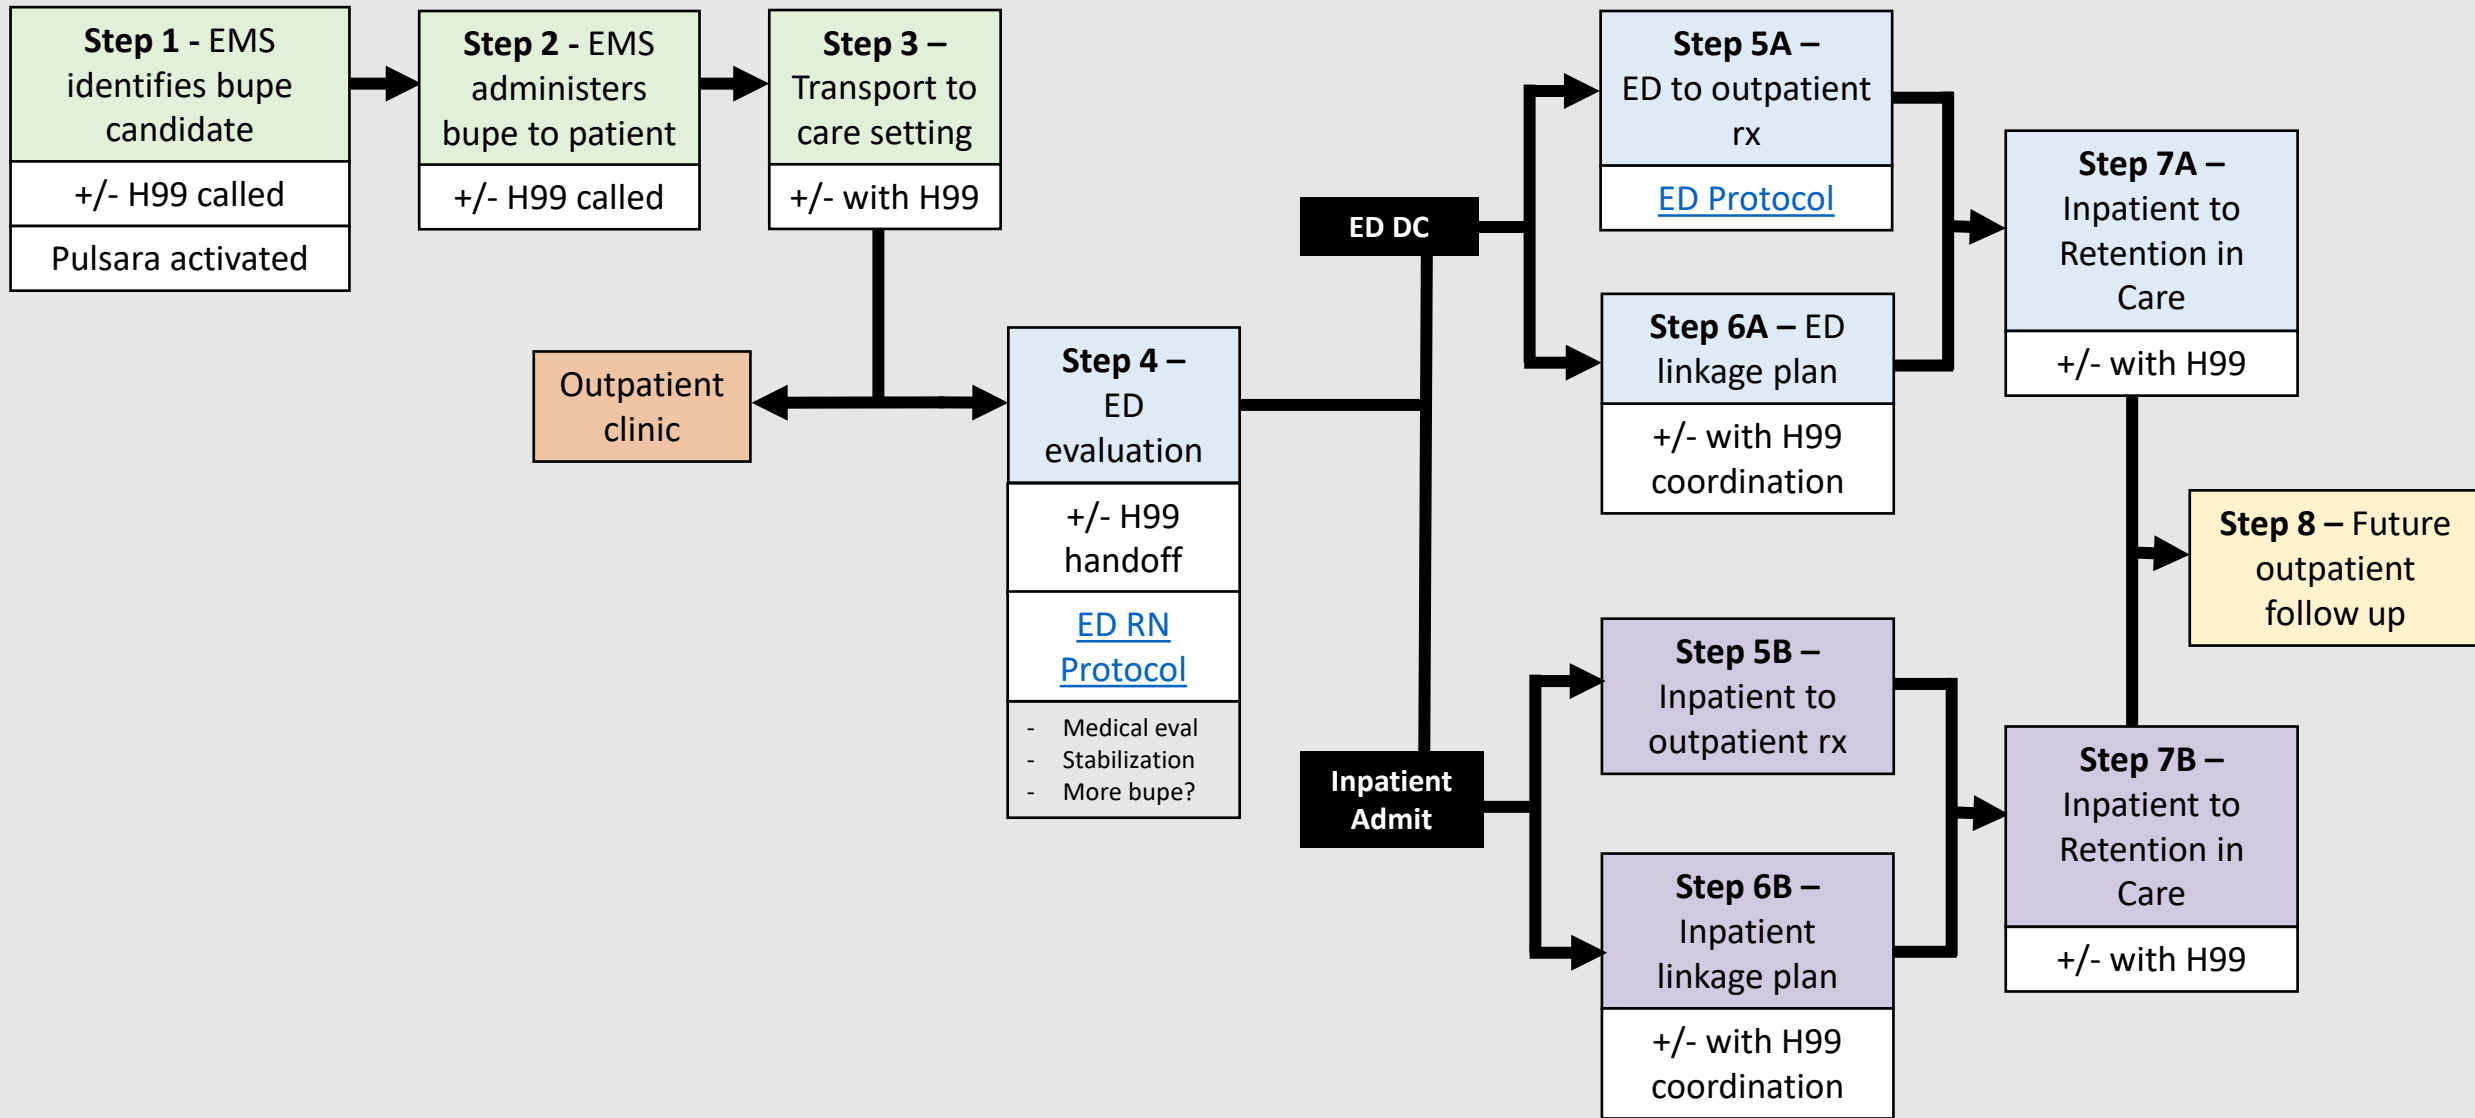 Step 1 - EMS
identifies bupe
candidate
+/- H99 called
Pulsara activated
Step 2 - EMS
administers
bupe to patient
+/- H99 called
Step 3 –
Transport to
care setting
+/- with H99
Outpatient
clinic
Step 4 –
ED
evaluation
+/- H99
handoff
ED RN
Protocol
- Medical eval
- Stabilization
- More bupe?
ED DC
Step 5A –
ED to outpatient
rx
ED Protocol
Step 6A – ED
linkage plan
+/- with H99
coordination
Step 7A –
Inpatient to
Retention in
Care
+/- with H99
Inpatient
Admit
Step 5B –
Inpatient to
outpatient rx
Step 6B –
Inpatient
linkage plan
+/- with H99
coordination
Step 7B –
Inpatient to
Retention in
Care
+/- with H99
Step 8 – Future
outpatient
follow up